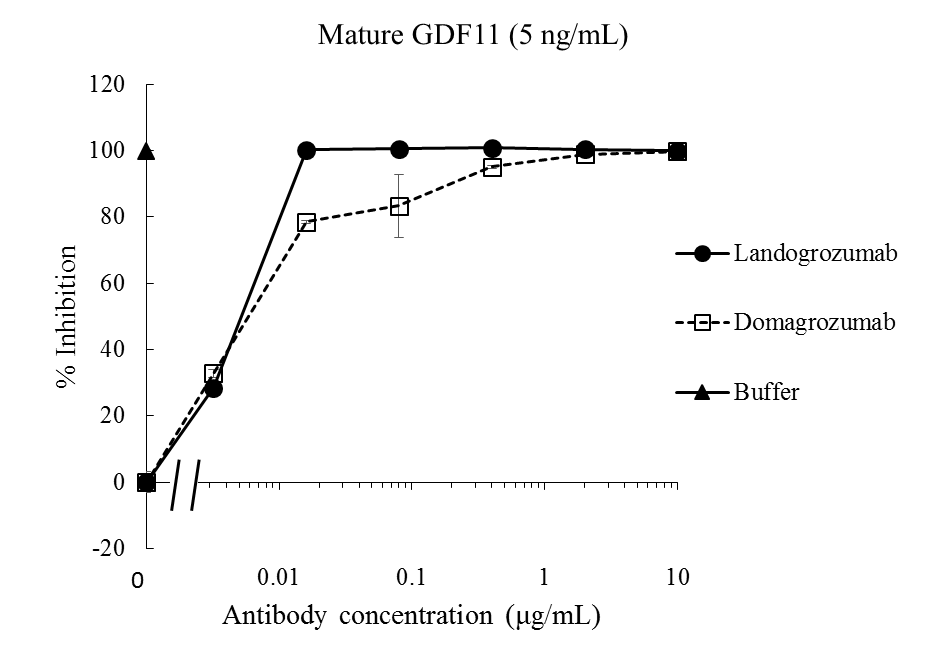 Mature GDF11 (5 ng/mL)
120
100
80
60
40
20
0
-20
% Inhibition
0
0.01
0.1
1
10
Antibody concentration (μg/mL)
Landogrozumab
Domagrozumab
Buffer